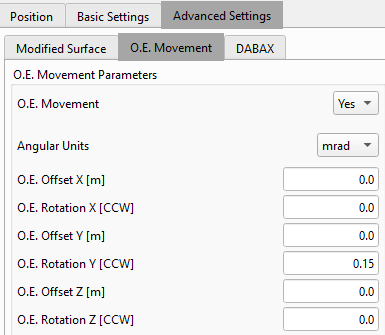 Position Basic Settings Advanced Settings
Modified Surface O.E. Movement DABAX
O.E. Movement Parameters
O.E. Movement Yes
Angular Units mrad
O.E. Offset X [m] 0.0
O.E. Rotation X [CCW] 0.0
O.E. Offset Y [m] 0.0
O.E. Rotation Y [CCW] 0.15
O.E. Offset Z [m] 0.0
O.E. Rotation Z [CCW] 0.0